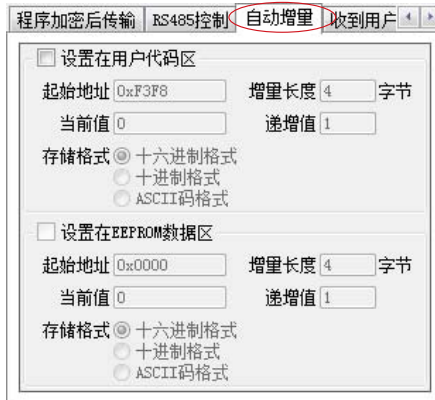 程序加密后传输 RS485控制 自动增量 收到用户
设置在用户代码区
起始地址 0xF3F8 增量长度 4 字节
当前值 0 递增值 1
存储格式 十六进制格式
十进制格式
ASCII码格式
设置在EEPROM数据区
起始地址 0x0000 增量长度 4 字节
当前值 0 递增值 1
存储格式 十六进制格式
十进制格式
ASCII码格式